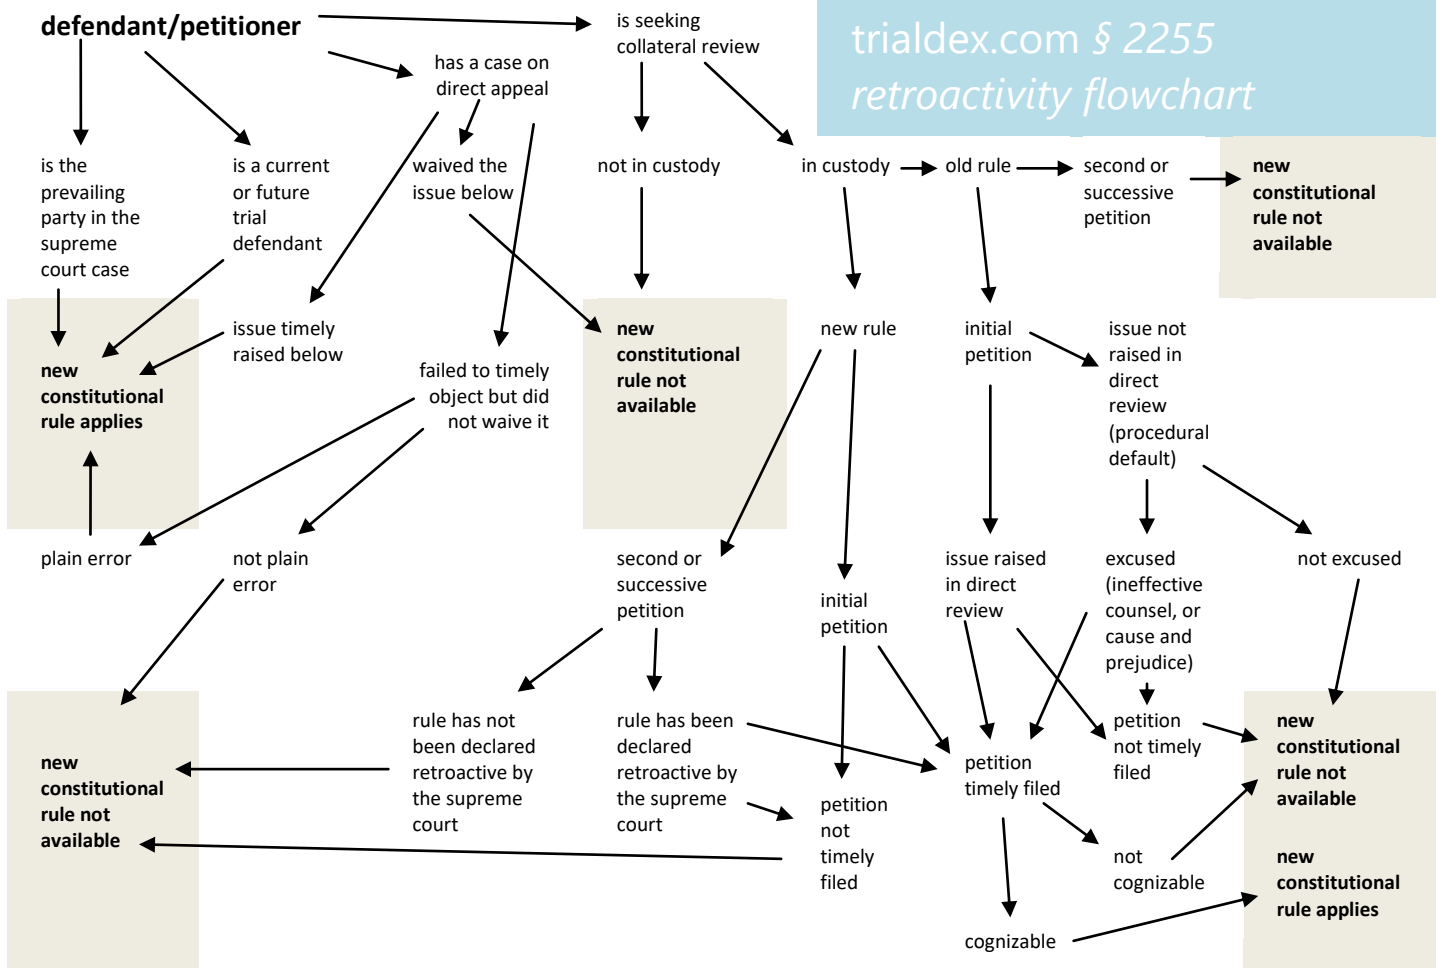 defendant/petitioner
is seeking
collateral review
trialdex.com § 2255
retroactivity flowchart
has a case on
direct appeal
is the
prevailing
party in the
supreme
court case
is a current
or future
trial
defendant
waived the
issue below
not in custody
in custody
old rule
second or
successive
petition
new
constitutional
rule not
available
new
constitutional
rule applies
issue timely
raised below
failed to timely
object but did
not waive it
new
constitutional
rule not
available
new rule
initial
petition
issue not
raised in
direct
review
(procedural
default)
plain error
not plain
error
second or
successive
petition
initial
petition
issue raised
in direct
review
excused
(ineffective
counsel, or
cause and
prejudice)
not excused
new
constitutional
rule not
available
rule has not
been declared
retroactive by
the supreme
court
rule has been
declared
retroactive by
the supreme
court
petition
not
timely
filed
petition
timely filed
petition
not timely
filed
new
constitutional
rule not
available
not
cognizable
new
constitutional
rule applies
cognizable